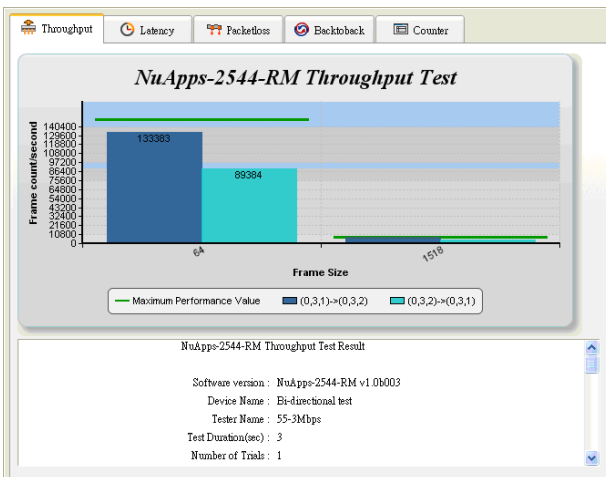 Throughput Latency Packetloss Backtoback Counter
NuApps-2544-RM Throughput Test
Frame count/second
140400
129600
118800
108000
97200
86400
75600
64800
54000
43200
32400
21600
10800
0
133383
89384
64
1518
Frame Size
Maximum Performance Value (0,3,1)->(0,3,2) (0,3,2)->(0,3,1)
NuApps-2544-RM Throughput Test Result
Software version : NuApps-2544-RM v1.0b003
Device Name : Bi-directional test
Tester Name : 55-3Mbps
Test Duration(sec) : 3
Number of Trials : 1